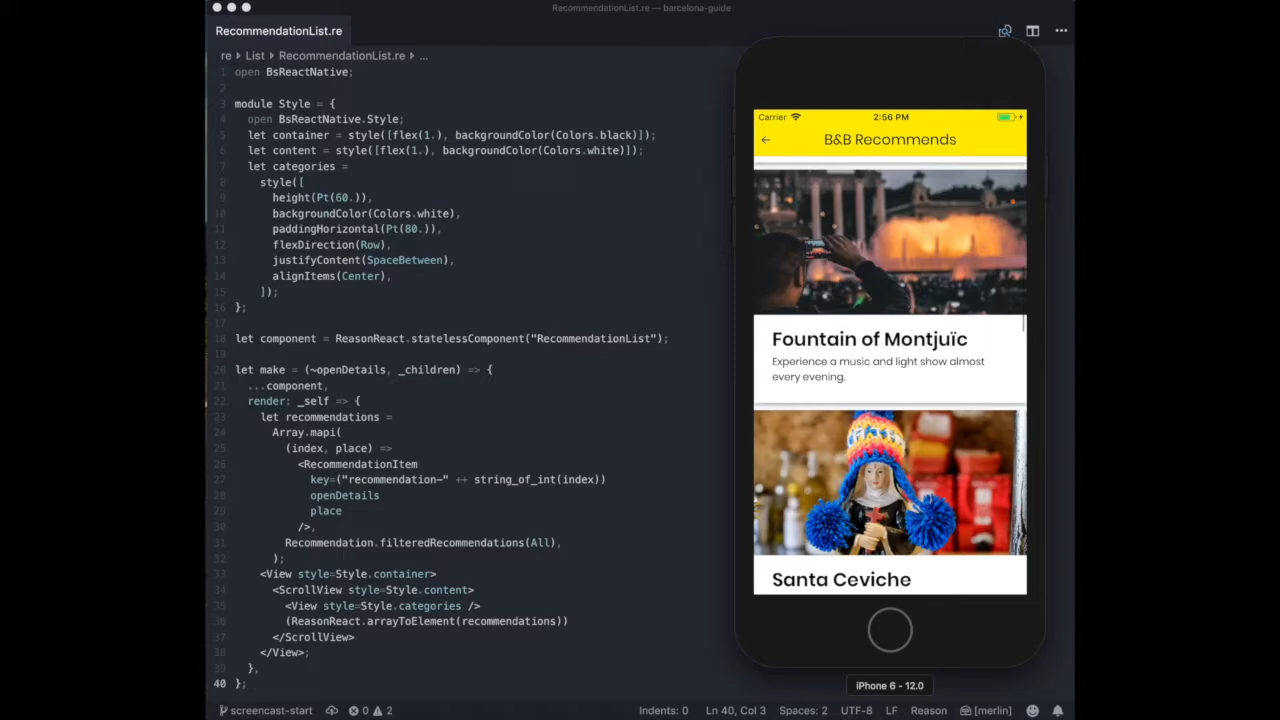 RecommendationList.re — barcelona-guide
RecommendationList.re
re List RecommendationList.re ...
1 open BsReactNative;
2
3 module Style = {
4 open BsReactNative.Style;
5 let container = style([flex(1.), backgroundColor(Colors.black)]);
6 let content = style([flex(1.), backgroundColor(Colors.white)]);
7 let categories =
8 style([
9 height(Pt(60.)),
10 backgroundColor(Colors.white),
11 paddingHorizontal(Pt(80.)),
12 flexDirection(Row),
13 justifyContent(SpaceBetween),
14 alignItems(Center),
15 ]);
16 };
17
18 let component = ReasonReact.statelessComponent("RecommendationList");
19
20 let make = (~openDetails, _children) => {
21 ...component,
22 render: _self => {
23 let recommendations =
24 Array.mapi(
25 (index, place) =>
26 <RecommendationItem
27 key=("recommendation-" ++ string_of_int(index))
28 openDetails
29 place
30 />,
31 Recommendation.filteredRecommendations(All),
32 );
33 <View style=Style.container>
34 <ScrollView style=Style.content>
35 <View style=Style.categories />
36 (ReasonReact.arrayToElement(recommendations))
37 </ScrollView>
38 </View>;
39 },
40 };
Carrier 2:56 PM
B&B Recommends
Fountain of Montjuïc
Experience a music and light show almost
every evening.
Santa Ceviche
iPhone 6 - 12.0
screencast-start 0 2 Indents: 0 Ln 40, Col 3 Spaces: 2 UTF-8 LF Reason [merlin]